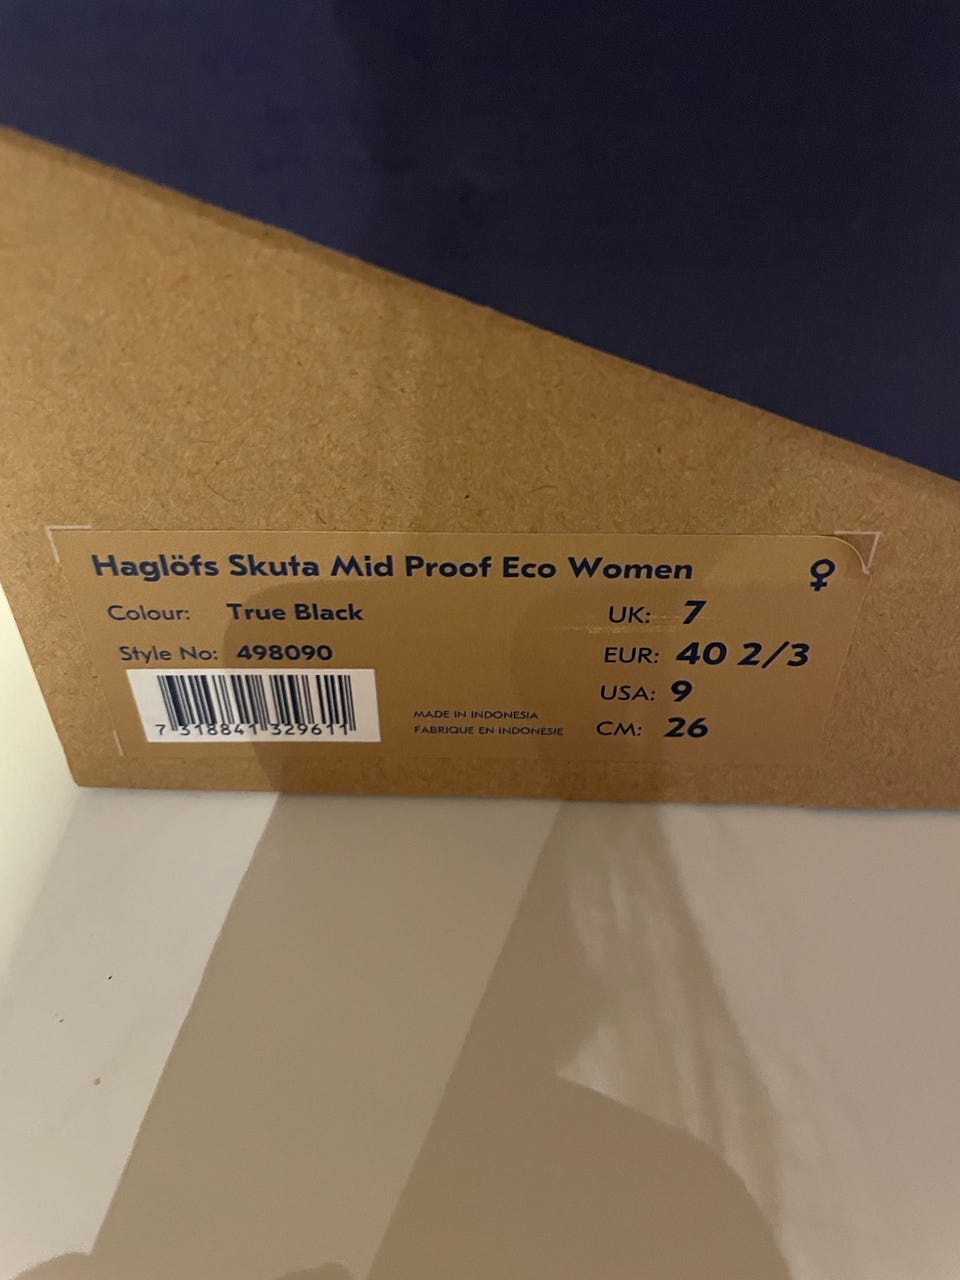 Haglöfs Skuta Mid Proof Eco Women ♀
Colour: True Black
UK: 7
Style No: 498090
EUR: 40 2/3
USA: 9
7 318841 329611
MADE IN INDONESIA
FABRIQUE EN INDONESIE
CM: 26